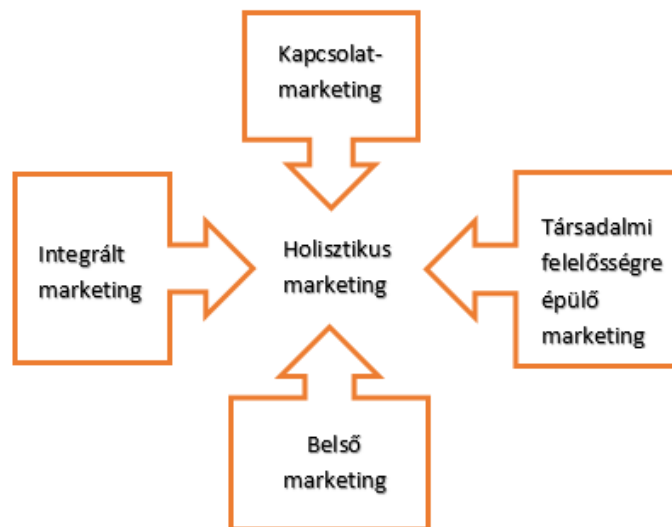 Kapcsolat-
marketing
Integrált
marketing
Holisztikus
marketing
Társadalmi
felelősségre
épülő
marketing
Belső
marketing